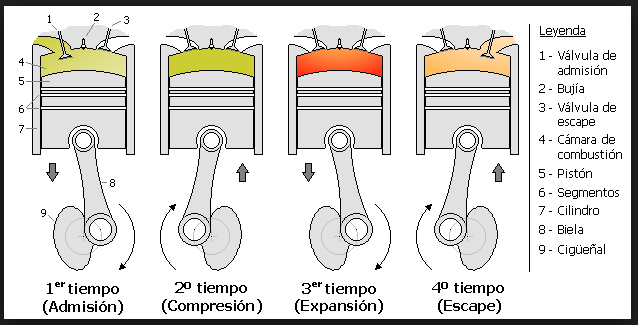 1
2
3
4
5
6
7
8
9
1er tiempo
(Admisión)
2º tiempo
(Compresión)
3er tiempo
(Expansión)
4º tiempo
(Escape)
Leyenda
1 - Válvula de
admisión
2 - Bujía
3 - Válvula de
escape
4 - Cámara de
combustión
5 - Pistón
6 - Segmentos
7 - Cilindro
8 - Biela
9 - Cigüeñal